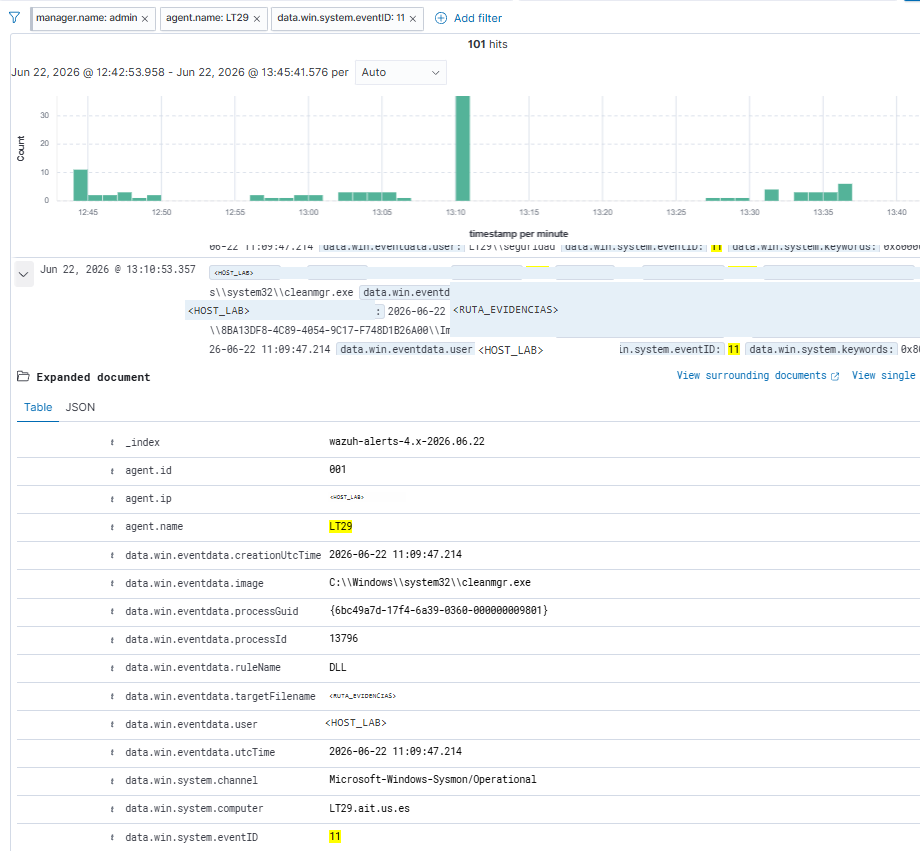 manager.name: admin × agent.name: LT29 × data.win.system.eventID: 11 × Add filter
101 hits
Jun 22, 2026 @ 12:42:53.958 - Jun 22, 2026 @ 13:45:41.576 per Auto
Count
30
20
10
0
12:45 12:50 12:55 13:00 13:05 13:10 13:15 13:20 13:25 13:30 13:35 13:40
timestamp per minute
06-22 11:09:47.214 data.win.eventdata.user: LT29\\seguridad data.win.system.eventID: 11 data.win.system.keywords: 0x8000
Jun 22, 2026 @ 13:10:53.357 <HOST_LAB>
s\\system32\\cleanmgr.exe data.win.eventd
<HOST_LAB> : 2026-06-22 <RUTA_EVIDENCIAS>
\\8BA13DF8-4C89-4054-9C17-F748D1B26A00\\Im
26-06-22 11:09:47.214 data.win.eventdata.user <HOST_LAB> in.system.eventID: 11 data.win.system.keywords: 0x80
Expanded document
View surrounding documents View single
Table JSON
t _index wazuh-alerts-4.x-2026.06.22
t agent.id 001
t agent.ip <HOST_LAB>
t agent.name LT29
t data.win.eventdata.creationUtcTime 2026-06-22 11:09:47.214
t data.win.eventdata.image C:\\Windows\\system32\\cleanmgr.exe
t data.win.eventdata.processGuid {6bc49a7d-17f4-6a39-0360-000000009801}
t data.win.eventdata.processId 13796
t data.win.eventdata.ruleName DLL
t data.win.eventdata.targetFilename <RUTA_EVIDENCIAS>
t data.win.eventdata.user <HOST_LAB>
t data.win.eventdata.utcTime 2026-06-22 11:09:47.214
t data.win.system.channel Microsoft-Windows-Sysmon/Operational
t data.win.system.computer LT29.ait.us.es
t data.win.system.eventID 11